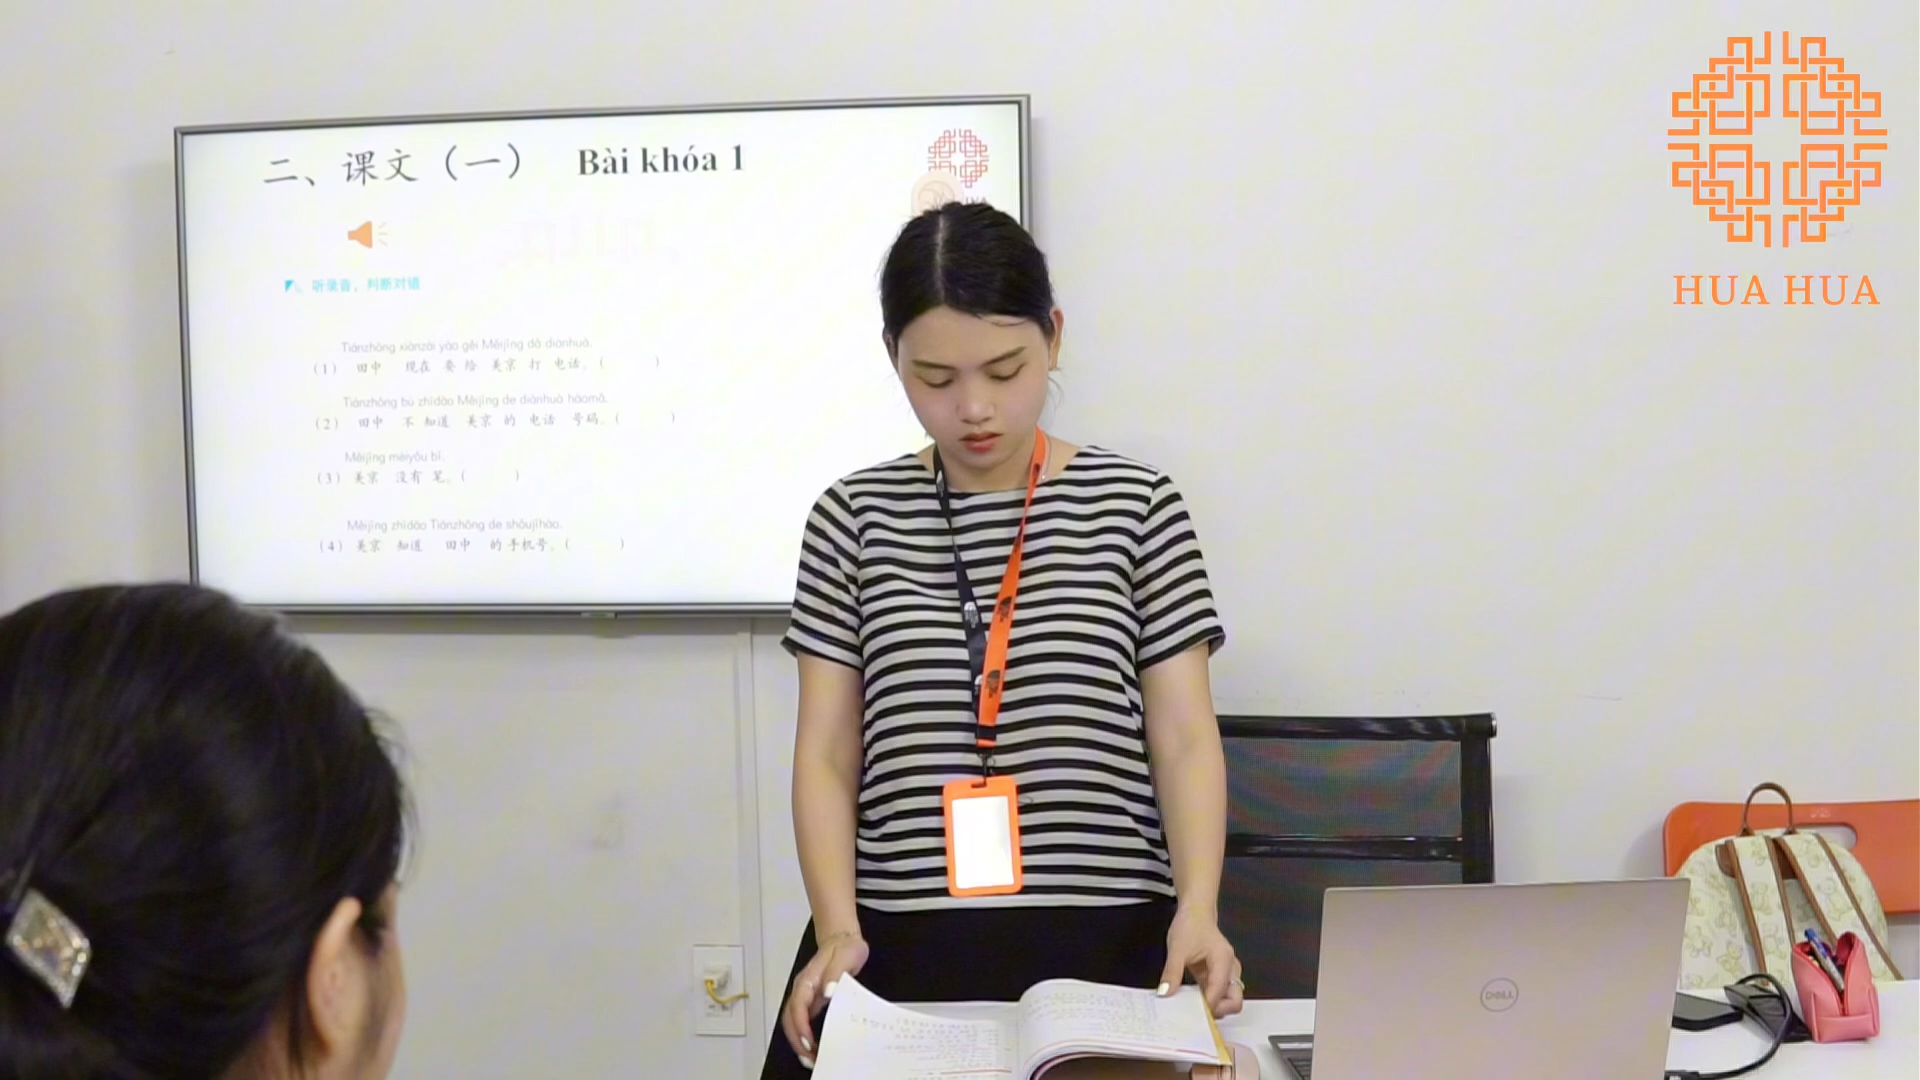 二、课文（一） Bài khóa 1
听录音，判断对错
Tiánzhōng xiànzài yào gěi Měijīng dǎ diànhuà.
（1） 田中 现在 要 给 美京 打 电话。（ ）
Tiánzhōng bù zhīdào Měijīng de diànhuà hàomǎ.
（2） 田中 不 知道 美京 的 电话 号码。（ ）
Měijīng méiyǒu bǐ.
（3） 美京 没有 笔。（ ）
Měijīng zhīdào Tiánzhōng de shǒujīhào.
（4） 美京 知道 田中 的 手机号。（ ）
HUA HUA
DELL